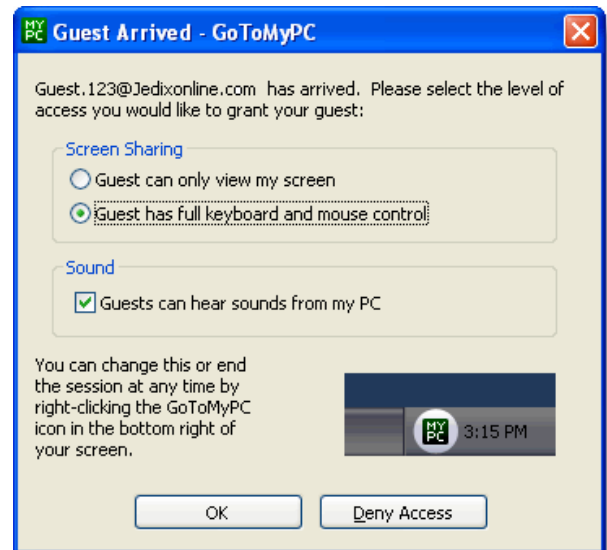 MY
PC Guest Arrived - GoToMyPC
Guest.123@Jedixonline.com has arrived. Please select the level of
access you would like to grant your guest:
Screen Sharing
Guest can only view my screen
Guest has full keyboard and mouse control
Sound
Guests can hear sounds from my PC
You can change this or end
the session at any time by
right-clicking the GoToMyPC
icon in the bottom right of
your screen.
MY
PC 3:15 PM
OK
Deny Access